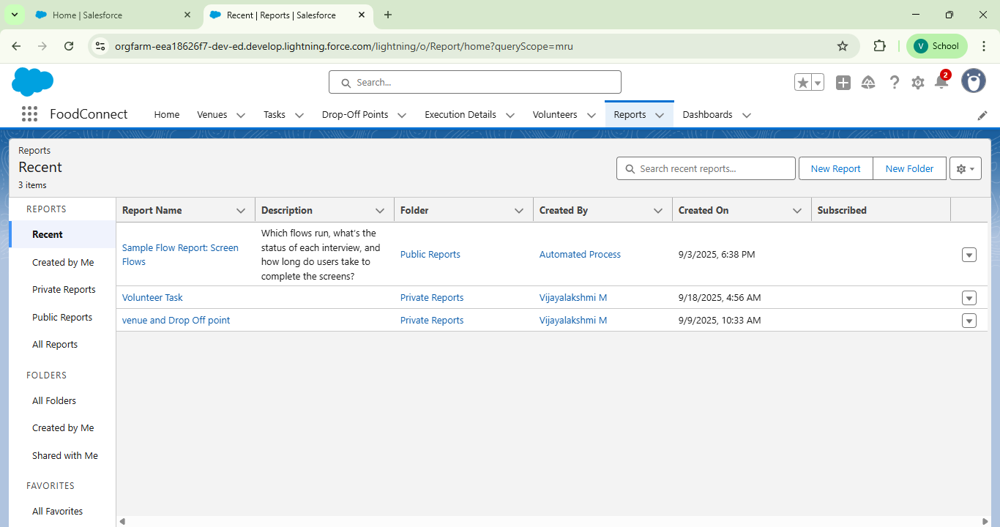 Home | Salesforce
Recent | Reports | Salesforce
orgfarm-eea18626f7-dev-ed.develop.lightning.force.com/lightning/o/Report/home?queryScope=mru
V School
Search...
2
FoodConnect Home Venues Tasks Drop-Off Points Execution Details Volunteers Reports Dashboards
Reports
Recent
3 items
Search recent reports...
New Report
New Folder
REPORTS
Recent
Created by Me
Private Reports
Public Reports
All Reports
FOLDERS
All Folders
Created by Me
Shared with Me
FAVORITES
All Favorites
Report Name Description Folder Created By Created On Subscribed
Sample Flow Report: Screen
Flows
Which flows run, what's the
status of each interview, and
how long do users take to
complete the screens?
Public Reports Automated Process 9/3/2025, 6:38 PM
Volunteer Task Private Reports Vijayalakshmi M 9/18/2025, 4:56 AM
venue and Drop Off point Private Reports Vijayalakshmi M 9/9/2025, 10:33 AM